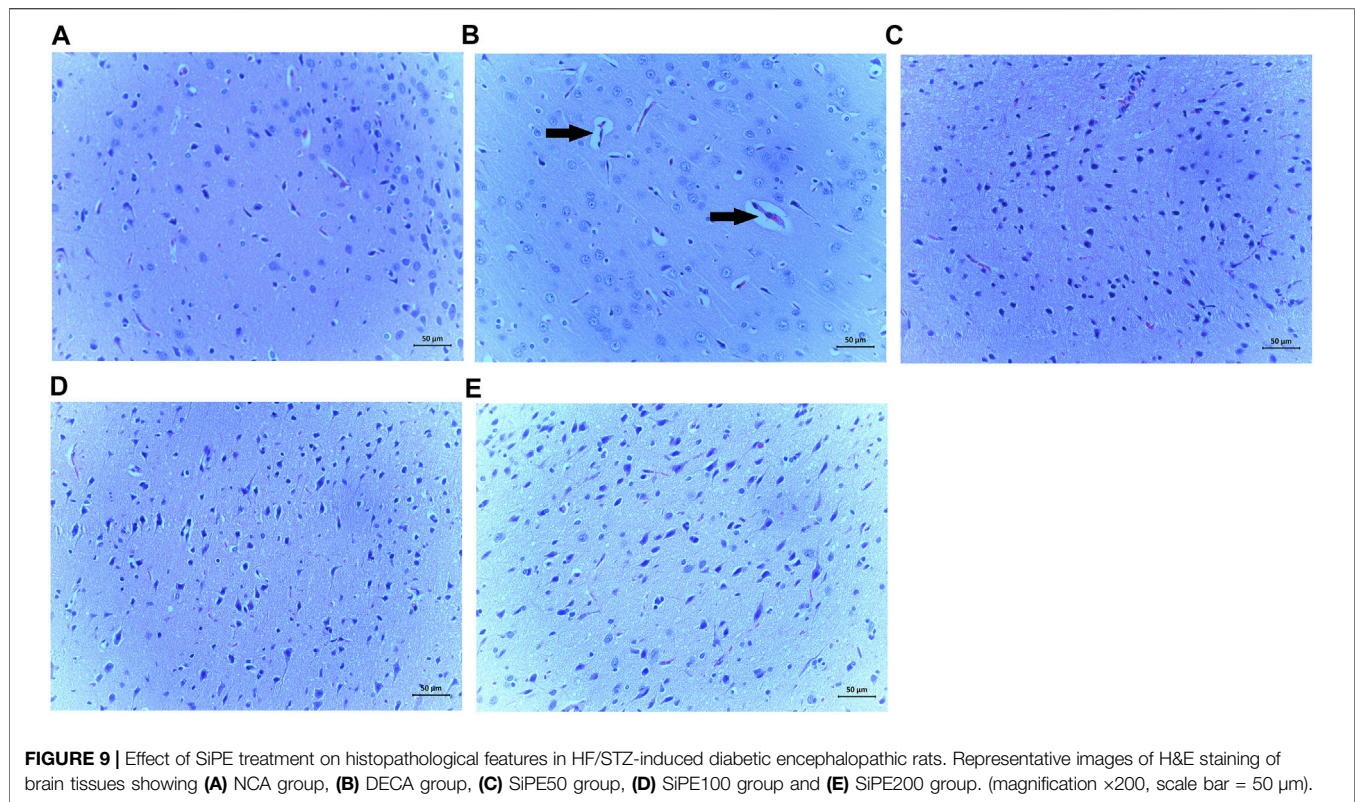 A
B
C
50 µm
50 µm
50 µm
D
E
50 µm
50 µm
FIGURE 9 | Effect of SiPE treatment on histopathological features in HF/STZ-induced diabetic encephalopathic rats. Representative images of H&E staining of
brain tissues showing (A) NCA group, (B) DECA group, (C) SiPE50 group, (D) SiPE100 group and (E) SiPE200 group. (magnification ×200, scale bar = 50 µm).